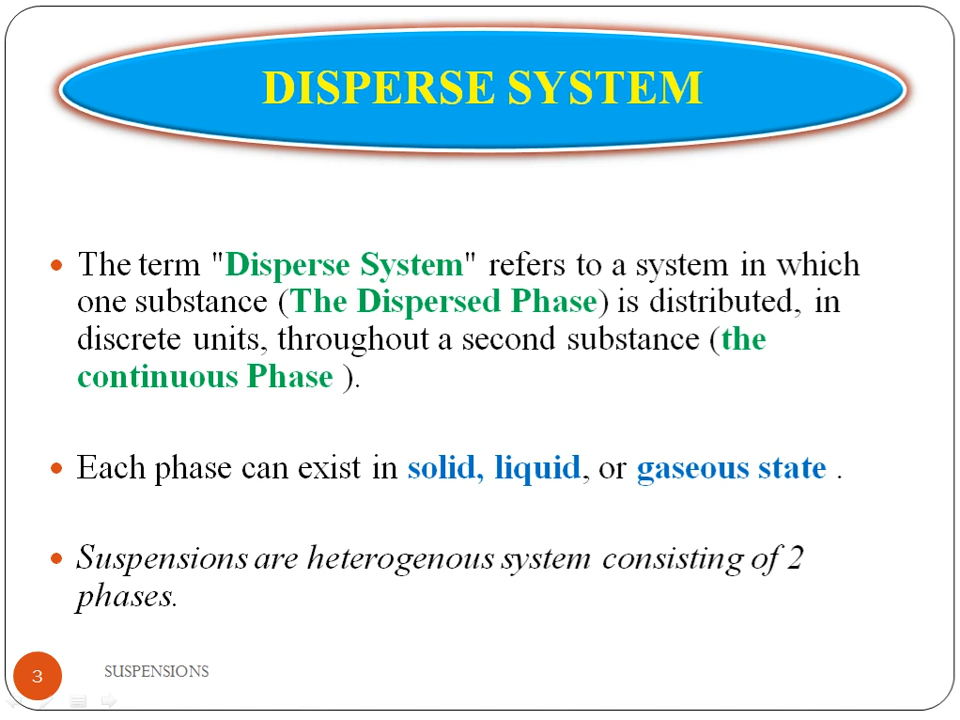 DISPERSE SYSTEM
The term "Disperse System" refers to a system in which
one substance (The Dispersed Phase) is distributed, in
discrete units, throughout a second substance (the
continuous Phase ).
Each phase can exist in solid, liquid, or gaseous state .
Suspensions are heterogenous system consisting of 2
phases.
3
SUSPENSIONS